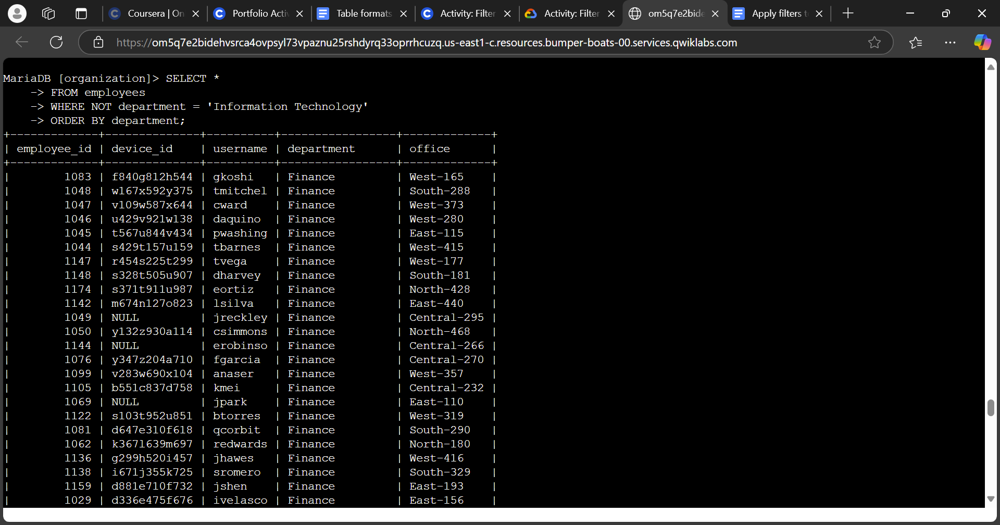 Coursera | On
Portfolio Activ
Table formats
Activity: Filter
Activity: Filter
om5q7e2bide
Apply filters t
https://om5q7e2bidehvsrca4ovpsyl73vpaznu25rshdyrq33oprrhcuzq.us-east1-c.resources.bumper-boats-00.services.qwiklabs.com
MariaDB [organization]> SELECT *
    -> FROM employees
    -> WHERE NOT department = 'Information Technology'
    -> ORDER BY department;
+-------------+--------------+----------+-----------------+-------------+
| employee_id | device_id    | username | department      | office      |
+-------------+--------------+----------+-----------------+-------------+
|        1083 | f840g812h544 | gkoshi   | Finance         | West-165    |
|        1048 | w167x592y375 | tmitchel | Finance         | South-288   |
|        1047 | v109w587x644 | cward    | Finance         | West-373    |
|        1046 | u429v921w138 | daquino  | Finance         | West-280    |
|        1045 | t567u844v434 | pwashing | Finance         | East-115    |
|        1044 | s429t157u159 | tbarnes  | Finance         | West-415    |
|        1147 | r454s225t299 | tvega    | Finance         | West-177    |
|        1148 | s328t505u907 | dharvey  | Finance         | South-181   |
|        1174 | s371t911u987 | eortiz   | Finance         | North-428   |
|        1142 | m674n127o823 | lsilva   | Finance         | East-440    |
|        1049 | NULL         | jreckley | Finance         | Central-295 |
|        1050 | y132z930a114 | csimmons | Finance         | North-468   |
|        1144 | NULL         | erobinso | Finance         | Central-266 |
|        1076 | y347z204a710 | fgarcia  | Finance         | Central-270 |
|        1099 | v283w690x104 | anaser   | Finance         | West-357    |
|        1105 | b551c837d758 | kmei     | Finance         | Central-232 |
|        1069 | NULL         | jpark    | Finance         | East-110    |
|        1122 | s103t952u851 | btorres  | Finance         | West-319    |
|        1081 | d647e310f618 | qcorbit  | Finance         | South-290   |
|        1062 | k367l639m697 | redwards | Finance         | North-180   |
|        1136 | g299h520i457 | jhawes   | Finance         | West-416    |
|        1138 | i671j355k725 | sromero  | Finance         | South-329   |
|        1159 | d881e710f732 | jshen    | Finance         | East-193    |
|        1029 | d336e475f676 | ivelasco | Finance         | East-156    |